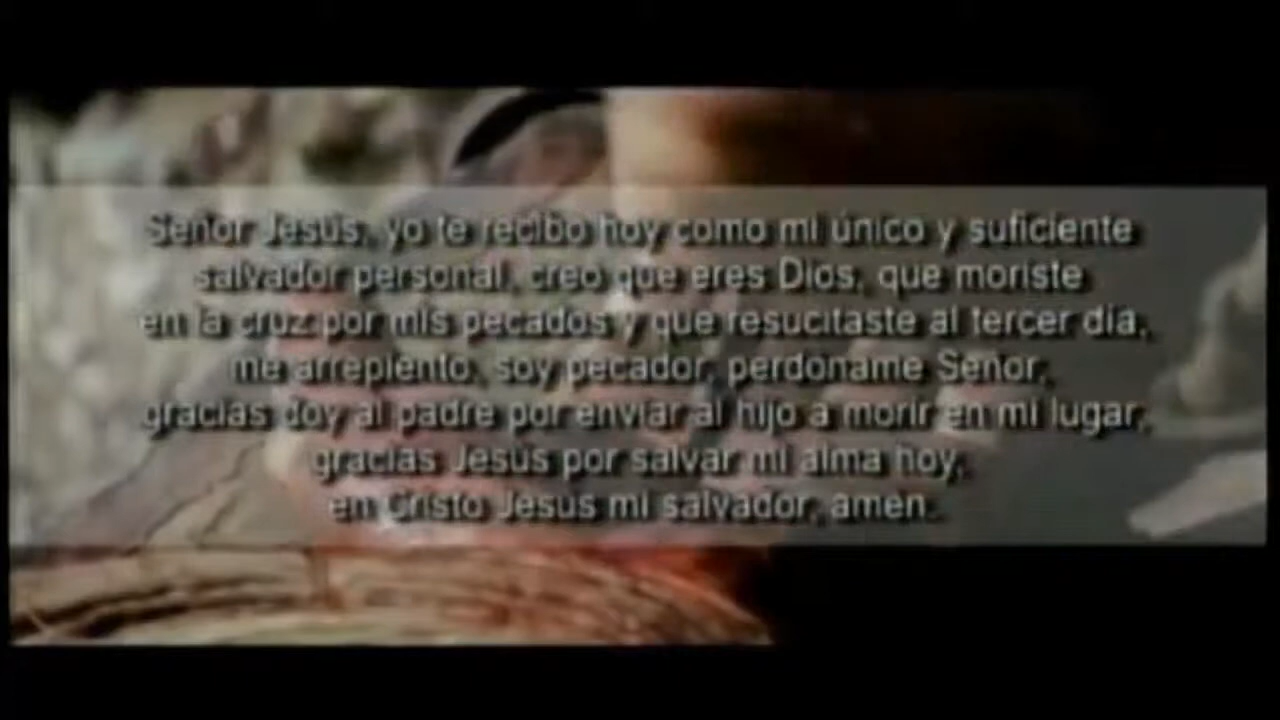 Señor Jesús, yo te recibo hoy como mi único y suficiente
salvador personal, creo que eres Dios, que moriste
en la cruz por mis pecados y que resucitaste al tercer día,
me arrepiento, soy pecador, perdoname Señor,
gracias doy al padre por enviar al hijo a morir en mi lugar,
gracias Jesús por salvar mi alma hoy,
en Cristo Jesús mi salvador, amen.